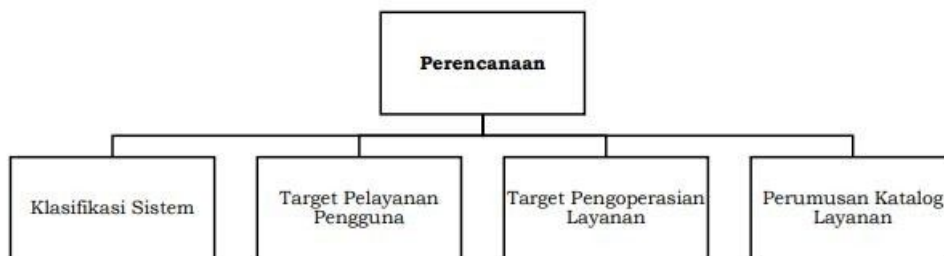 Perencanaan
Klasifikasi Sistem
Target Pelayanan
Pengguna
Target Pengoperasian
Layanan
Perumusan Katalog
Layanan